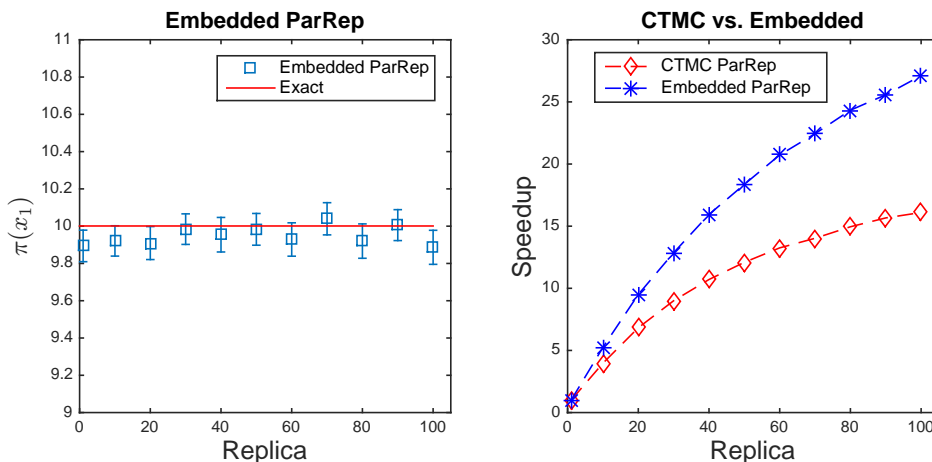 Embedded ParRep
11
10.8
10.6
10.4
10.2
10.0
9.8
9.6
9.4
9.2
9
0 20 40 60 80 100
Replica
π(x₁)
Embedded ParRep
Exact
CTMC vs. Embedded
30
25
20
15
10
5
0
0 20 40 60 80 100
Replica
Speedup
CTMC ParRep
Embedded ParRep